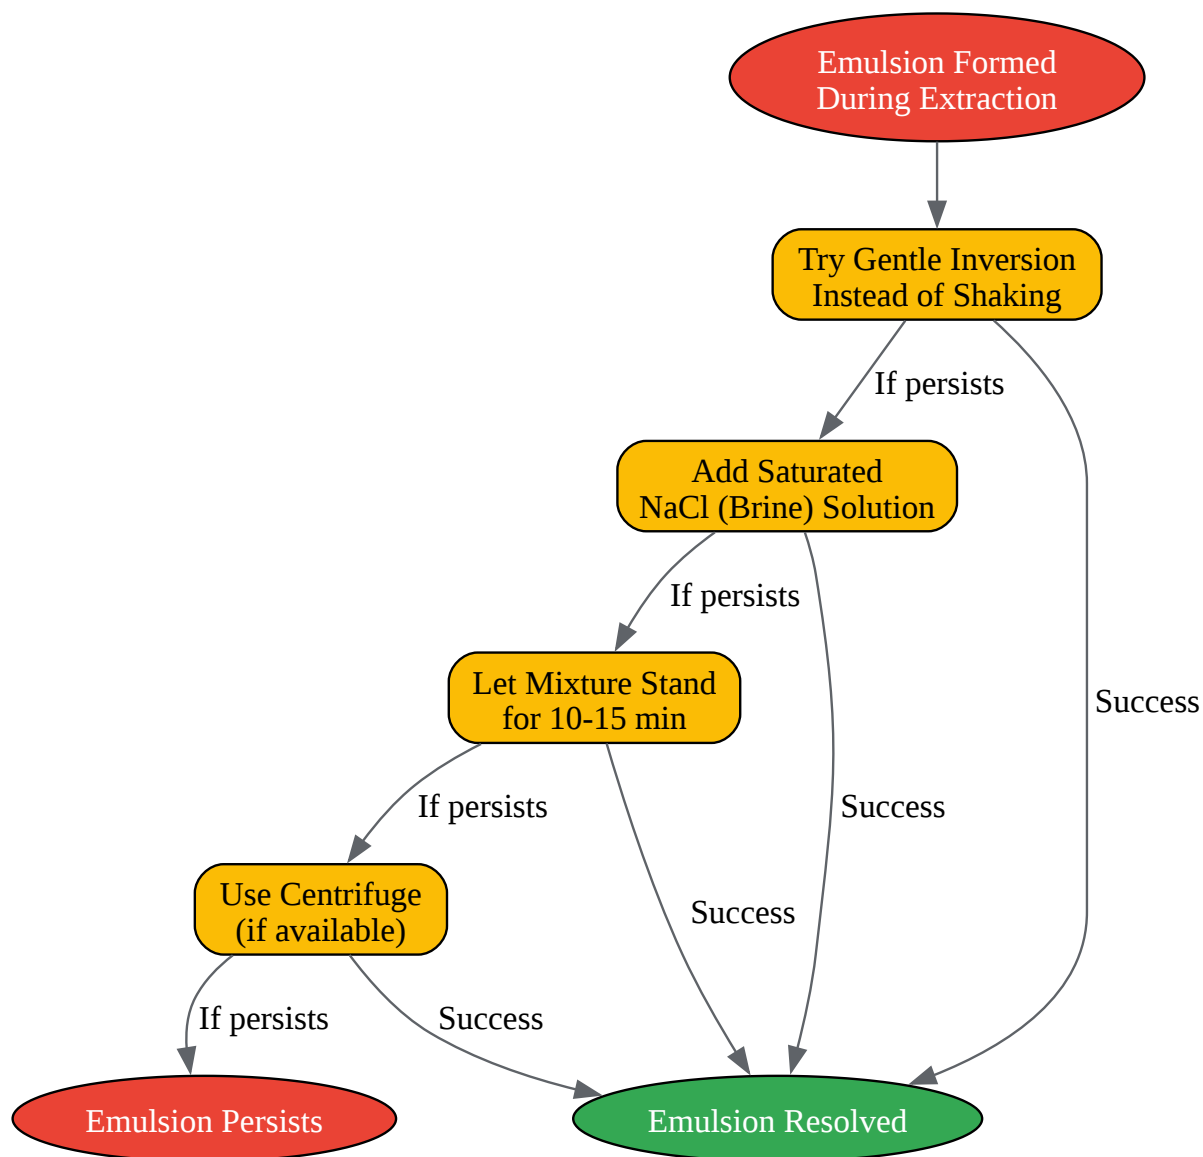 Emulsion Formed
During Extraction
Try Gentle Inversion
Instead of Shaking
If persists
Add Saturated
NaCl (Brine) Solution
If persists
Let Mixture Stand
for 10-15 min
Success
If persists
Success
Use Centrifuge
(if available)
Success
If persists
Success
Emulsion Persists
Emulsion Resolved